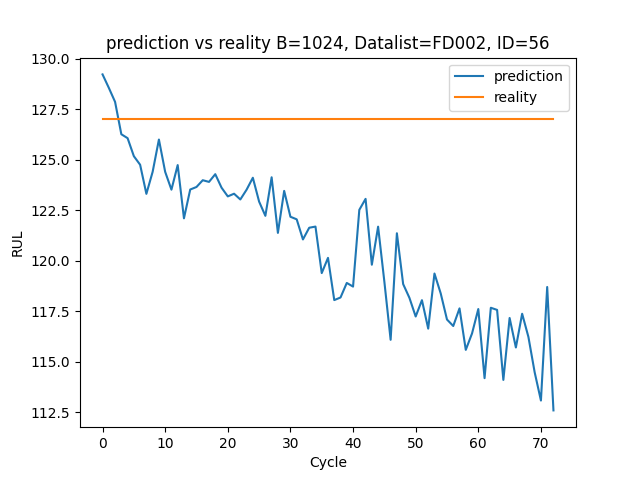 prediction vs reality B=1024, Datalist=FD002, ID=56
130.0
127.5
125.0
122.5
120.0
117.5
115.0
112.5
RUL
prediction
reality
0 10 20 30 40 50 60 70
Cycle